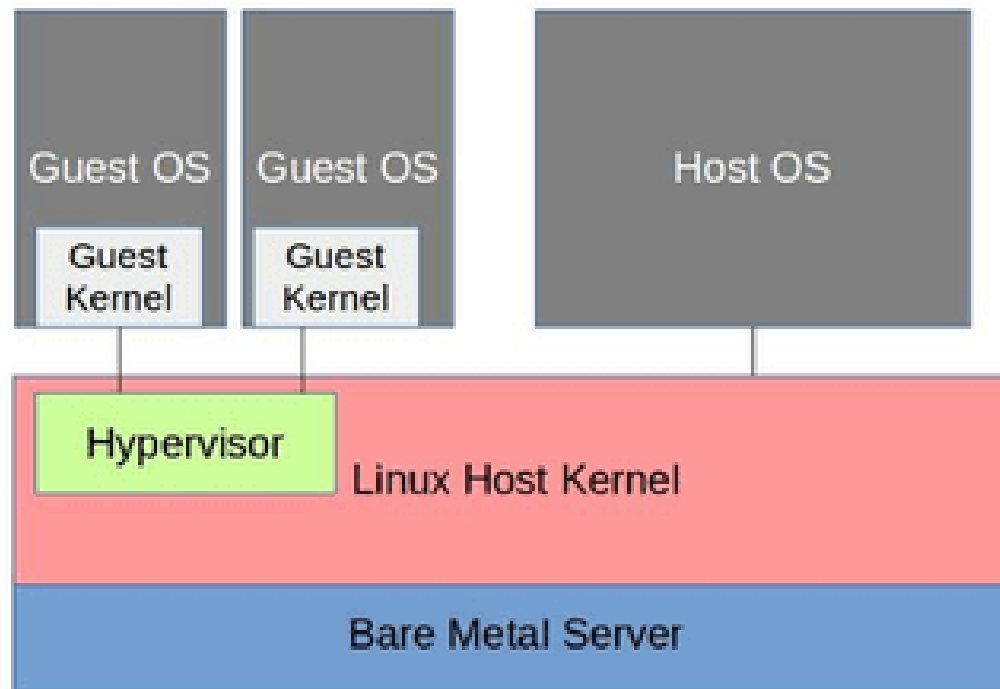 Guest OS
Guest OS
Host OS
Guest
Kernel
Guest
Kernel
Hypervisor
Linux Host Kernel
Bare Metal Server